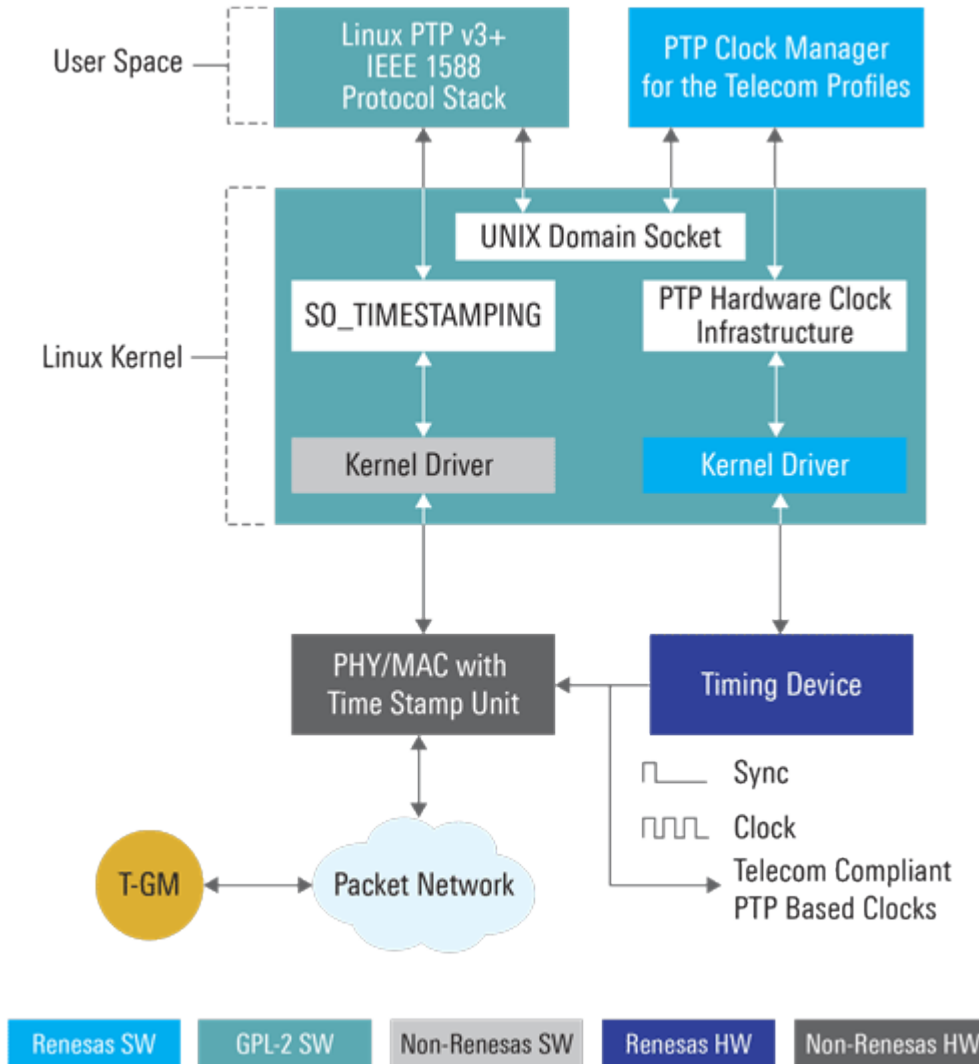 User Space
Linux PTP v3+
IEEE 1588
Protocol Stack
PTP Clock Manager
for the Telecom Profiles
Linux Kernel
UNIX Domain Socket
SO_TIMESTAMPING
PTP Hardware Clock
Infrastructure
Kernel Driver
Kernel Driver
PHY/MAC with
Time Stamp Unit
Timing Device
Sync
Clock
Telecom Compliant
PTP Based Clocks
T-GM
Packet Network
Renesas SW
GPL-2 SW
Non-Renesas SW
Renesas HW
Non-Renesas HW